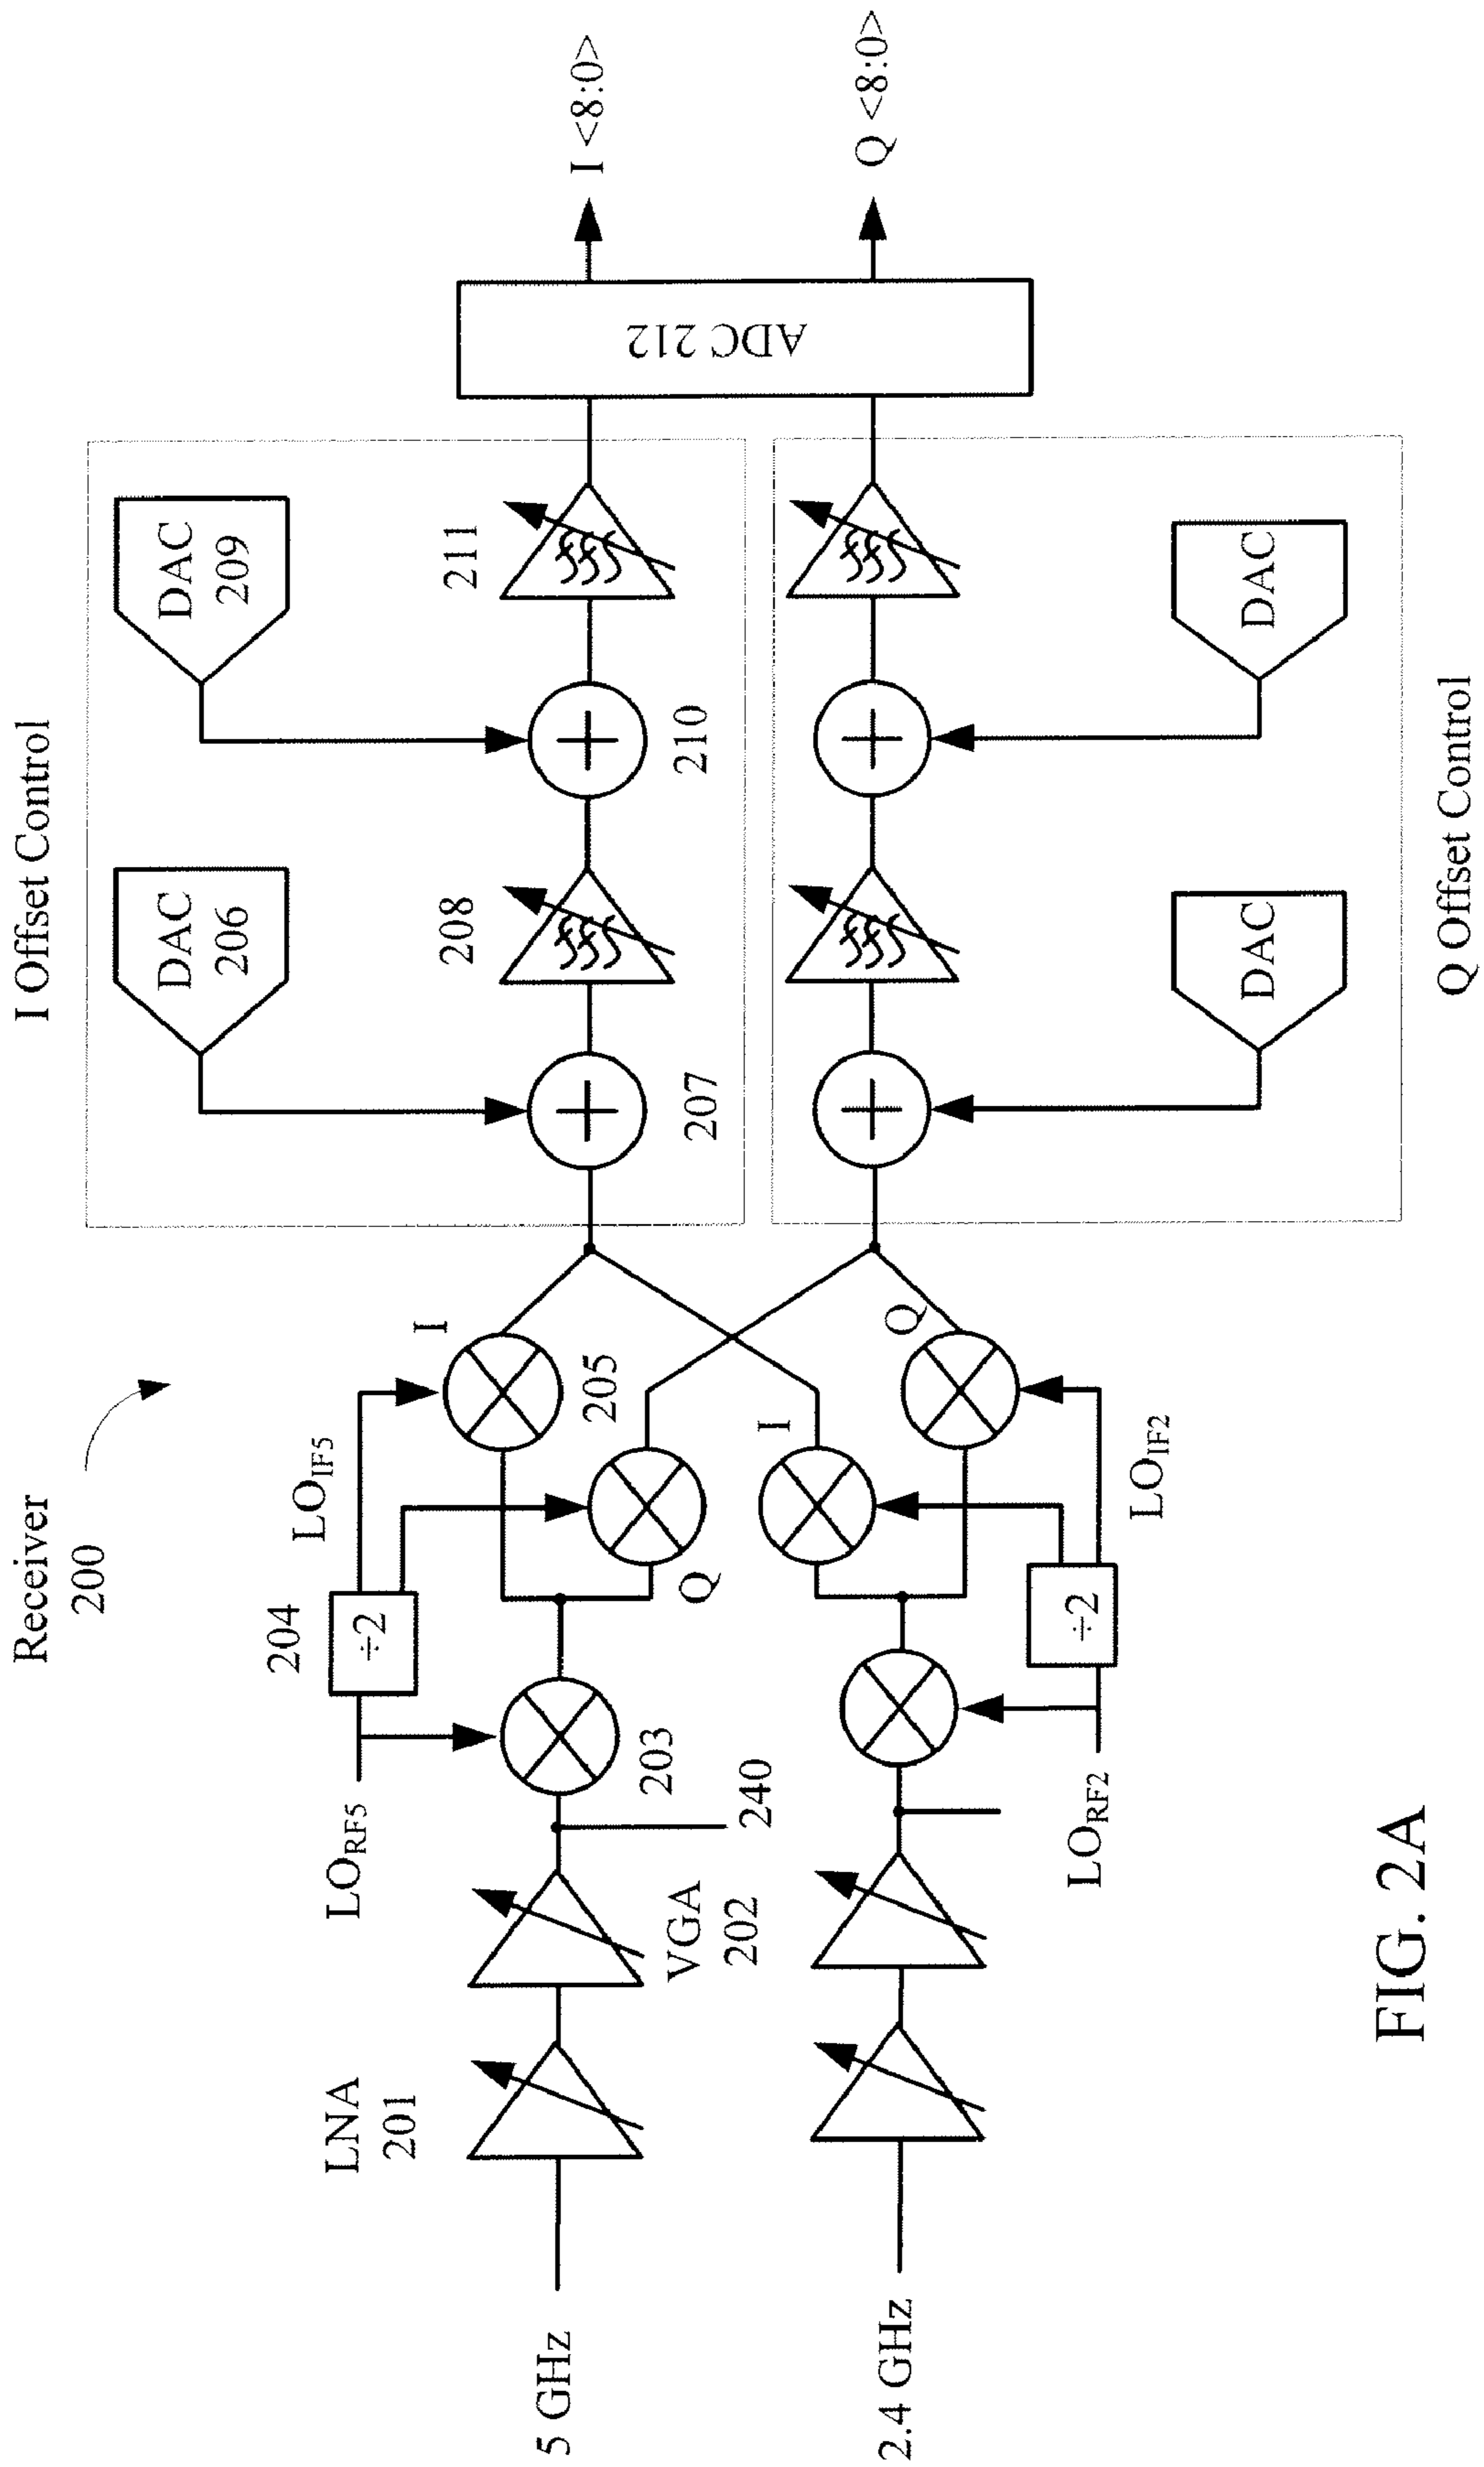 Receiver
200
I Offset Control
DAC
206
DAC
209
LO_RF5
204
÷2
LO_IF5
I
205
207
208
210
211
I <8:0>
5 GHz
LNA
201
VGA
202
240
203
Q
ADC 212
2.4 GHz
I
Q
Q <8:0>
LO_RF2
÷2
LO_IF2
DAC
DAC
Q Offset Control
FIG. 2A